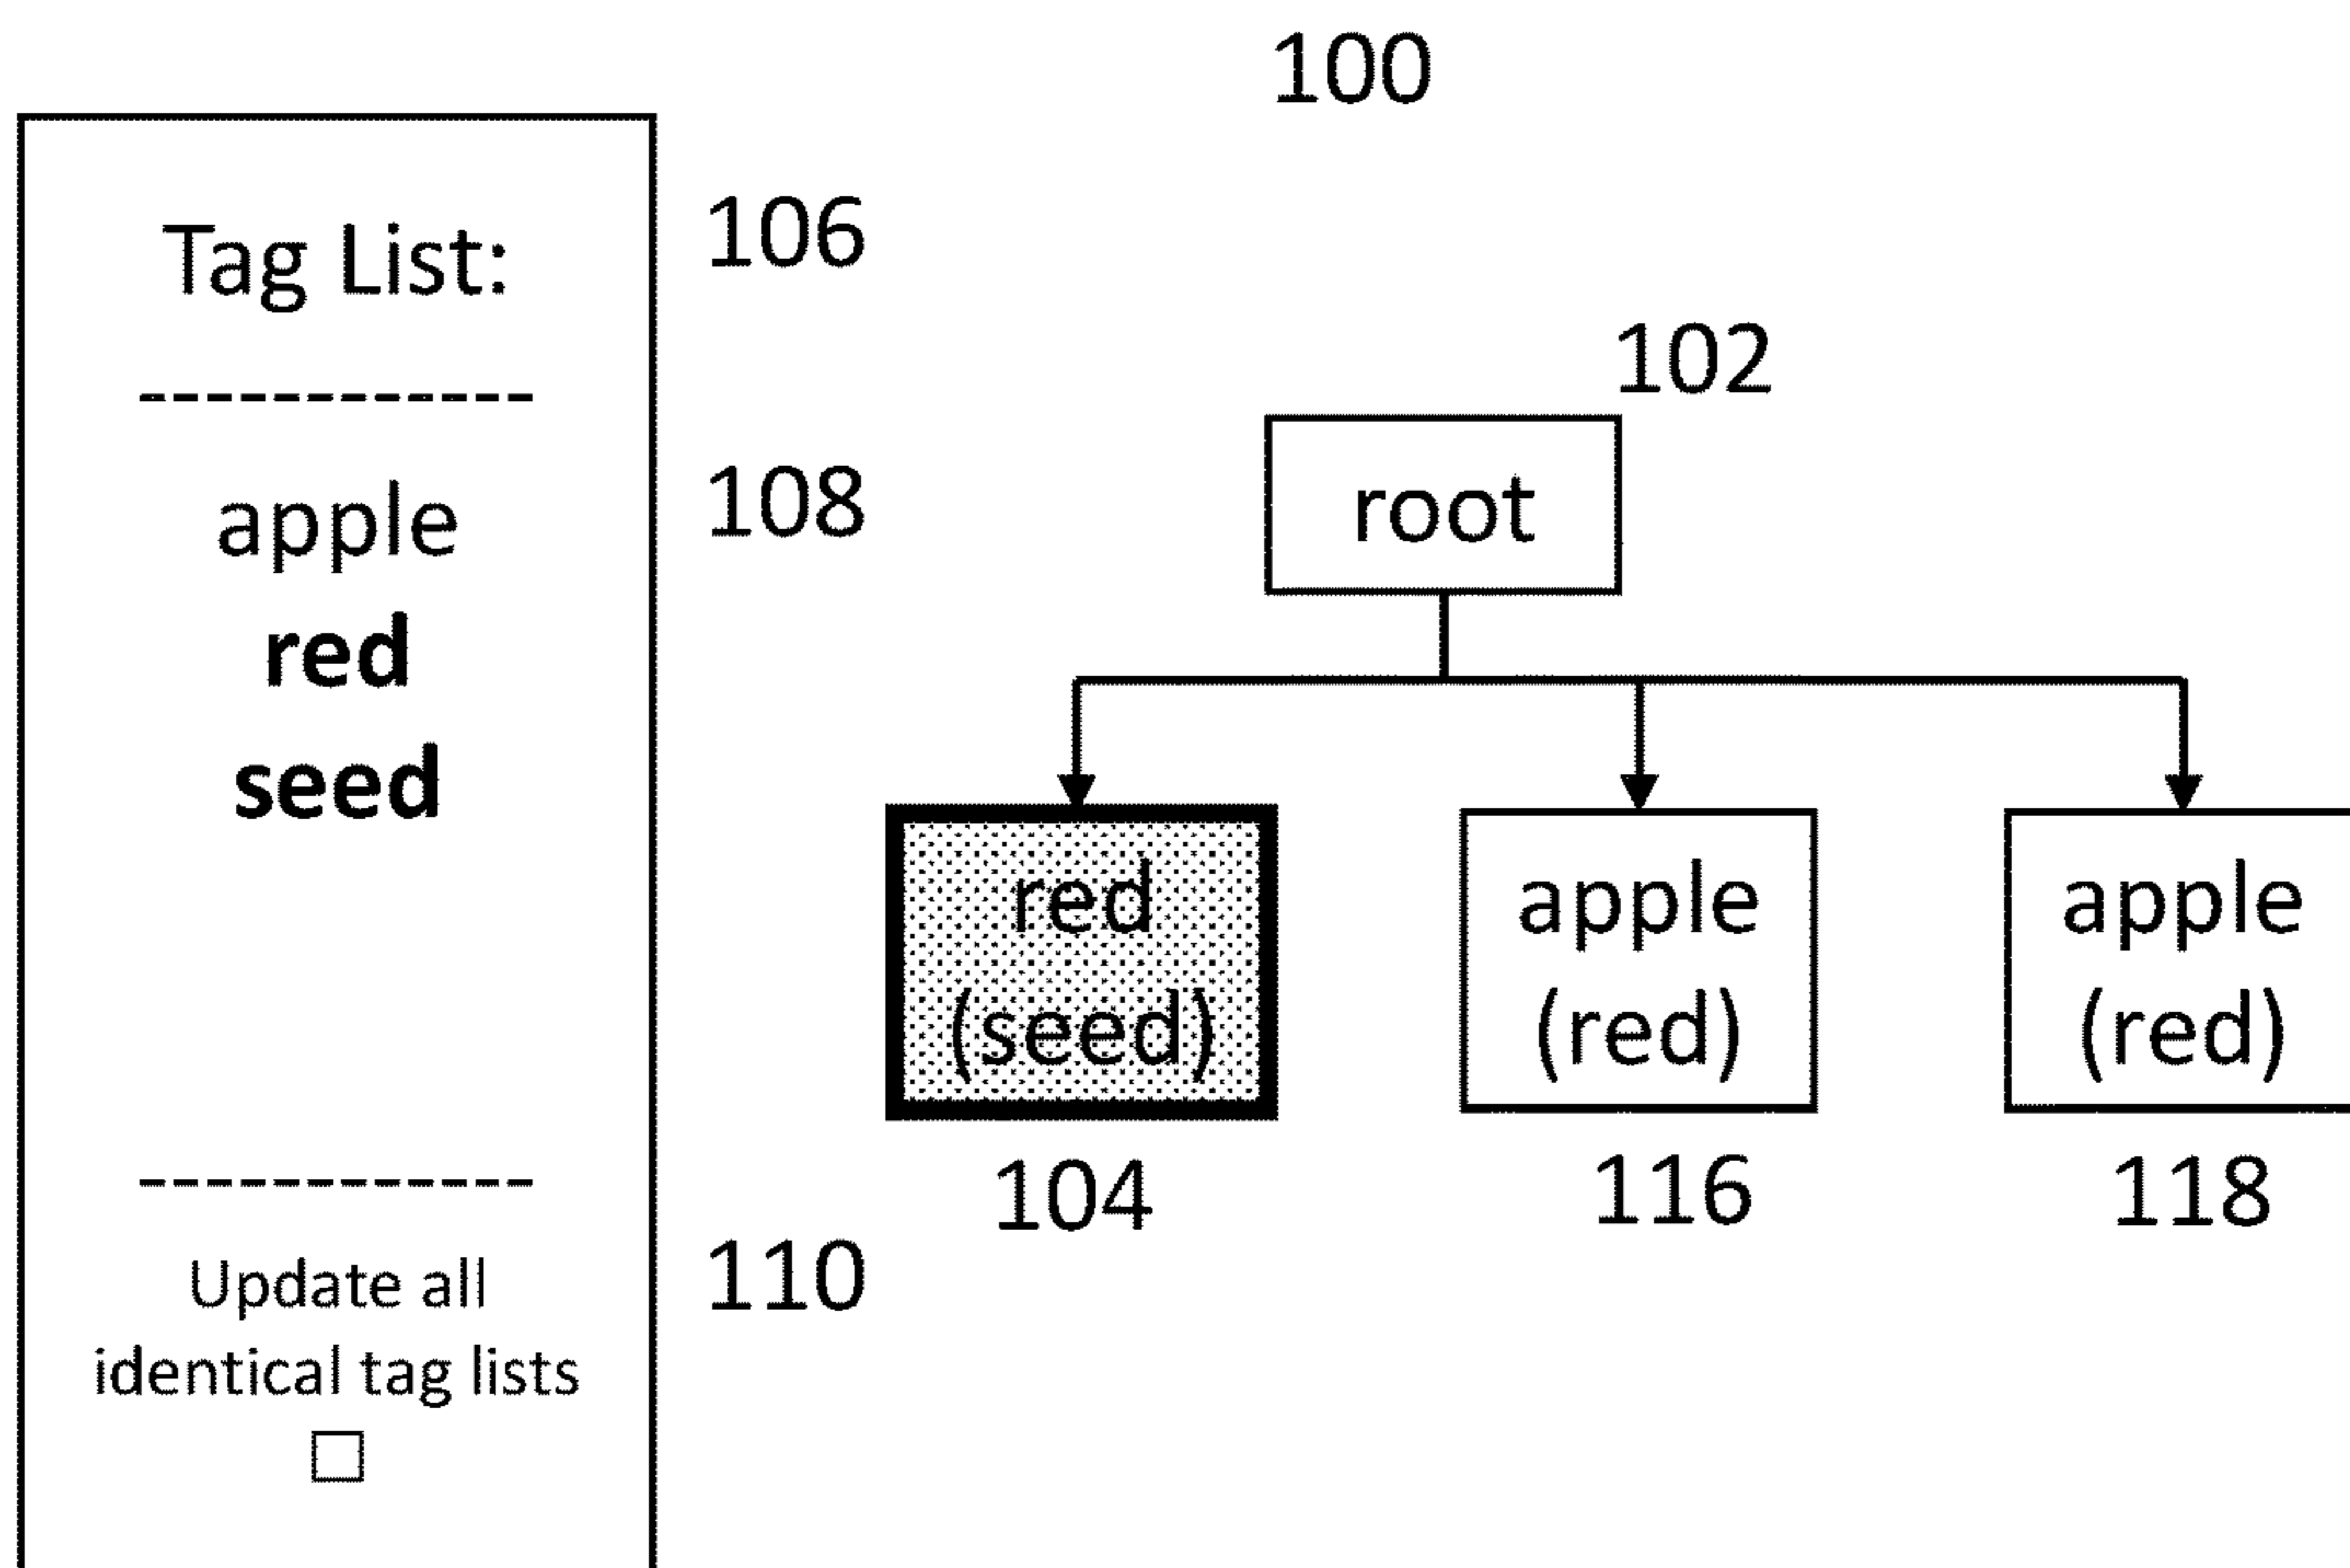 100
Tag List:
106
----------
apple
108
red
seed
----------
Update all
identical tag lists
110
102
root
red
(seed)
104
apple
(red)
116
apple
(red)
118